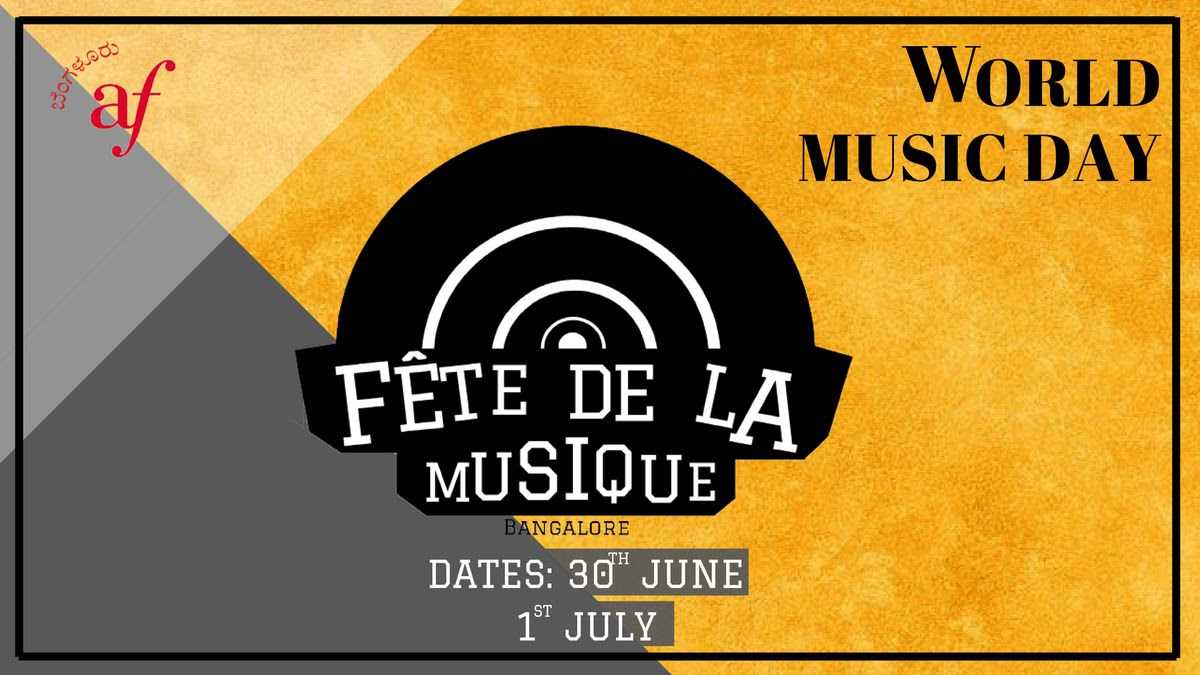 ಬೆಂಗಳೂರು
af
WORLD
MUSIC DAY
FÊTE DE LA
MUSIQUE
BANGALORE
DATES: 30TH JUNE
1ST JULY